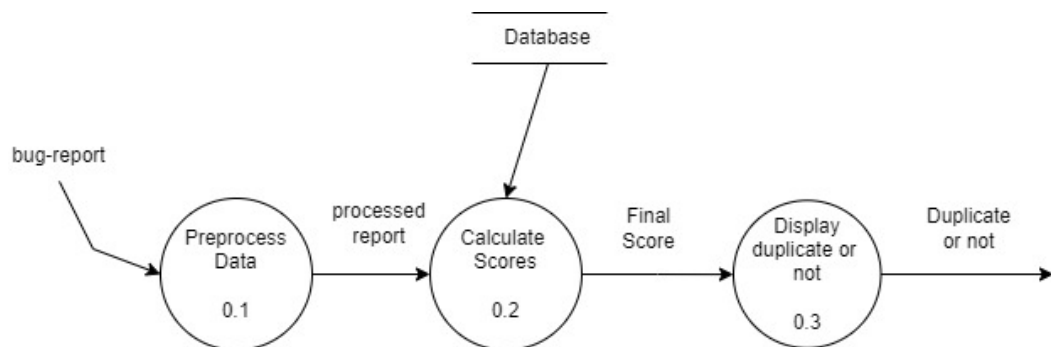 Database
bug-report
Preprocess
Data
0.1
processed
report
Calculate
Scores
0.2
Final
Score
Display
duplicate or
not
0.3
Duplicate
or not